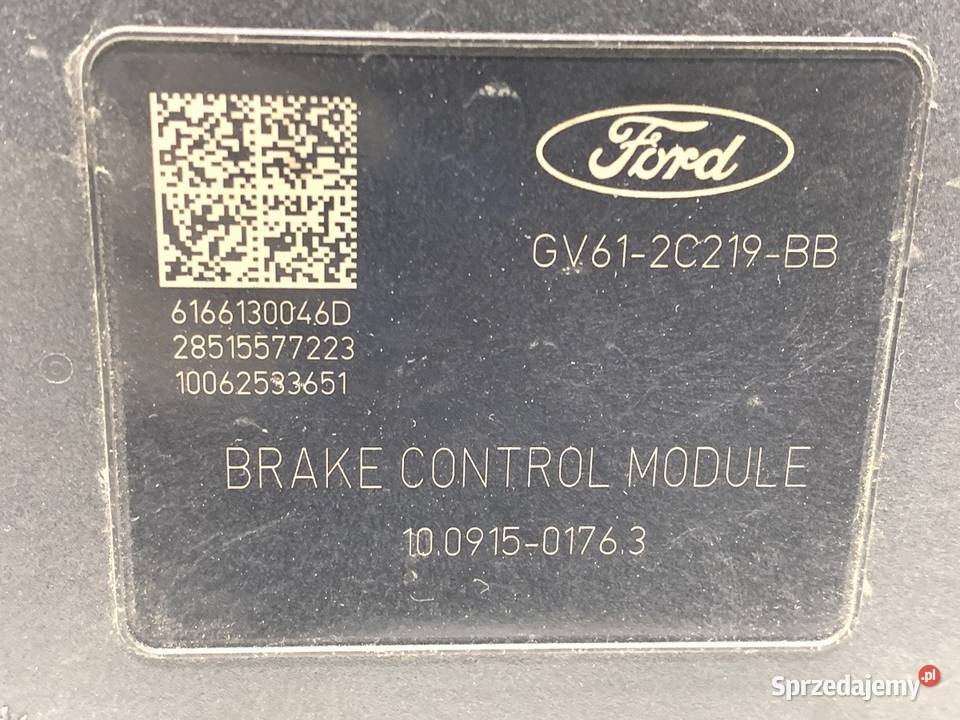 Ford
GV61-2C219-BB
6166130046D
28515577223
10062533651
BRAKE CONTROL MODULE
10.0915-0176.3
Sprzedajemy.pl